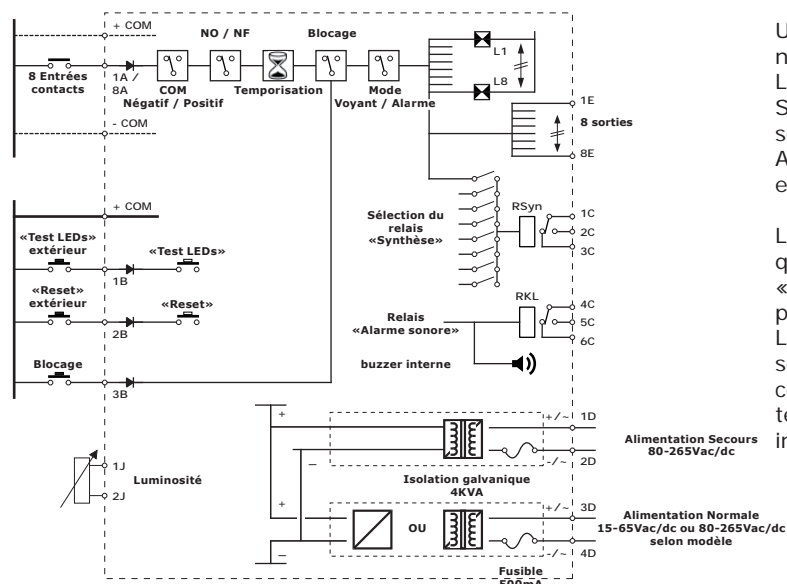 + COM
NO / NF
Blocage
8 Entrées
contacts
1A /
8A
COM
Négatif / Positif
Temporisation
Mode
Voyant / Alarme
L1
L8
- COM
1E
8 sorties
8E
+ COM
«Test LEDs»
extérieur
«Test LEDs»
1B
«Reset»
extérieur
«Reset»
2B
Blocage
3B
Sélection du
relais
«Synthèse»
RSyn
1C
2C
3C
RKL
4C
5C
6C
Relais
«Alarme sonore»
buzzer interne
1J
2J
Luminosité
+
+/~ 1D
-/~ 2D
Alimentation Secours
80-265Vac/dc
Isolation galvanique
4KVA
–
+
OU
+/~ 3D
–
-/~ 4D
Alimentation Normale
15-65Vac/dc ou 80-265Vac/dc
selon modèle
Fusible
500mA